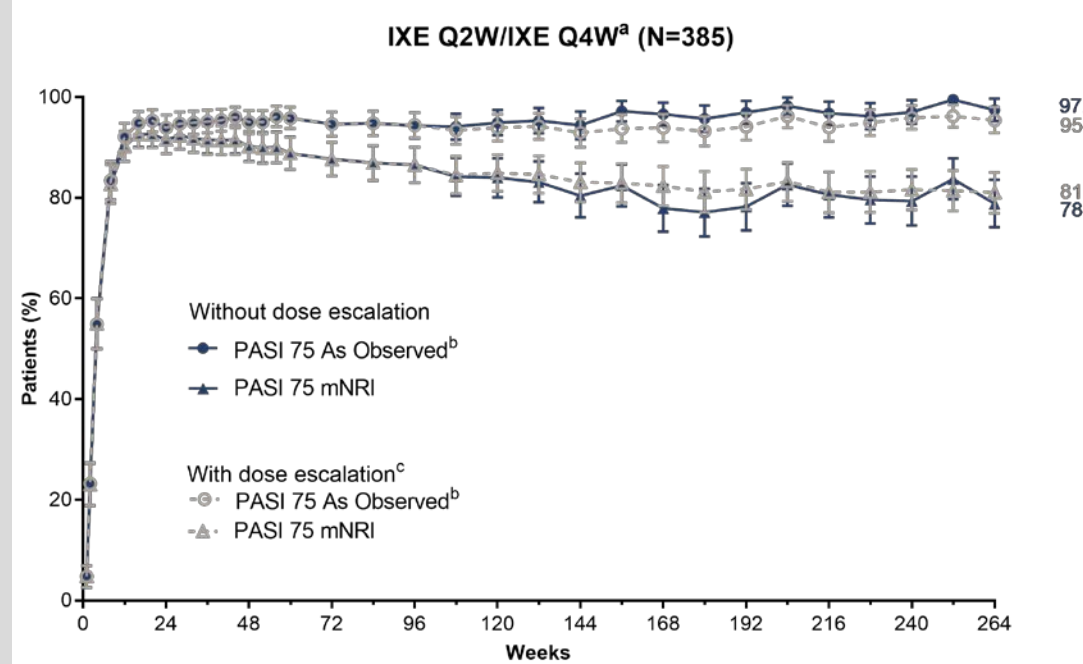 IXE Q2W/IXE Q4Wa (N=385)
100
80
60
40
20
0
Patients (%)
97
95
81
78
Without dose escalation
PASI 75 As Observedb
PASI 75 mNRI
With dose escalationc
PASI 75 As Observedb
PASI 75 mNRI
0 24 48 72 96 120 144 168 192 216 240 264
Weeks